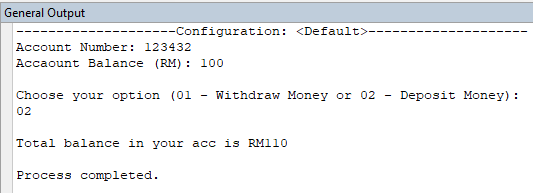 General Output
--------------------Configuration: <Default>--------------------
Account Number: 123432
Accaount Balance (RM): 100
Choose your option (01 - Withdraw Money or 02 - Deposit Money):
02
Total balance in your acc is RM110
Process completed.